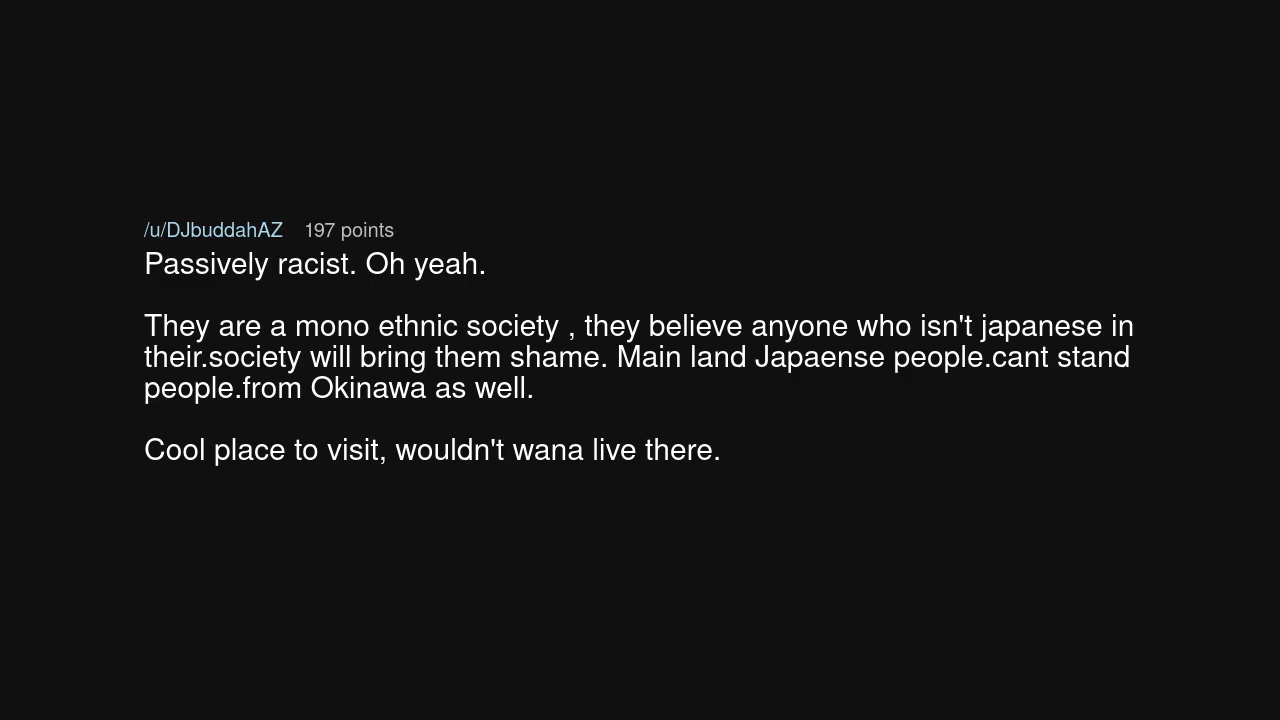 /u/DJbuddahAZ 197 points
Passively racist. Oh yeah.
They are a mono ethnic society , they believe anyone who isn't japanese in
their.society will bring them shame. Main land Japaense people.cant stand
people.from Okinawa as well.
Cool place to visit, wouldn't wana live there.